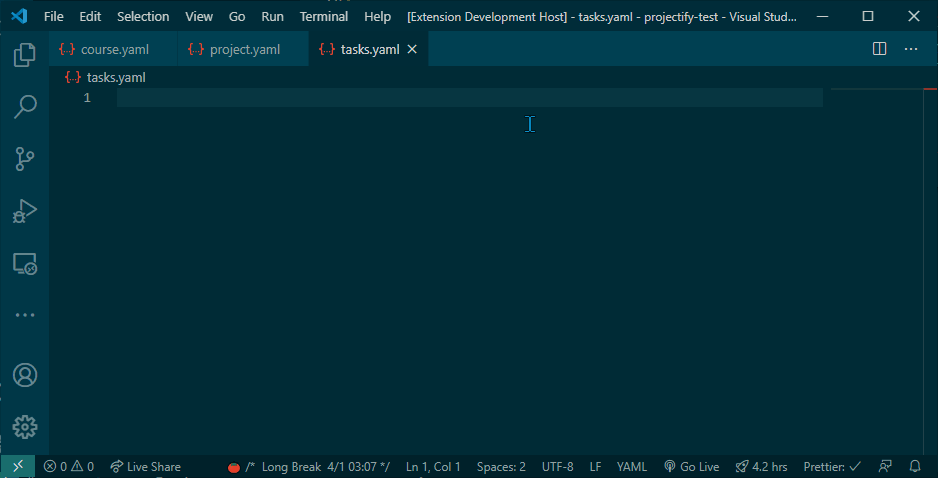 File Edit Selection View Go Run Terminal Help [Extension Development Host] - tasks.yaml - projectify-test - Visual Stud...
{..} course.yaml {..} project.yaml {..} tasks.yaml
{..} tasks.yaml
1
0 0 Live Share /* Long Break 4/1 03:07 */ Ln 1, Col 1 Spaces: 2 UTF-8 LF YAML Go Live 4.2 hrs Prettier: ✓